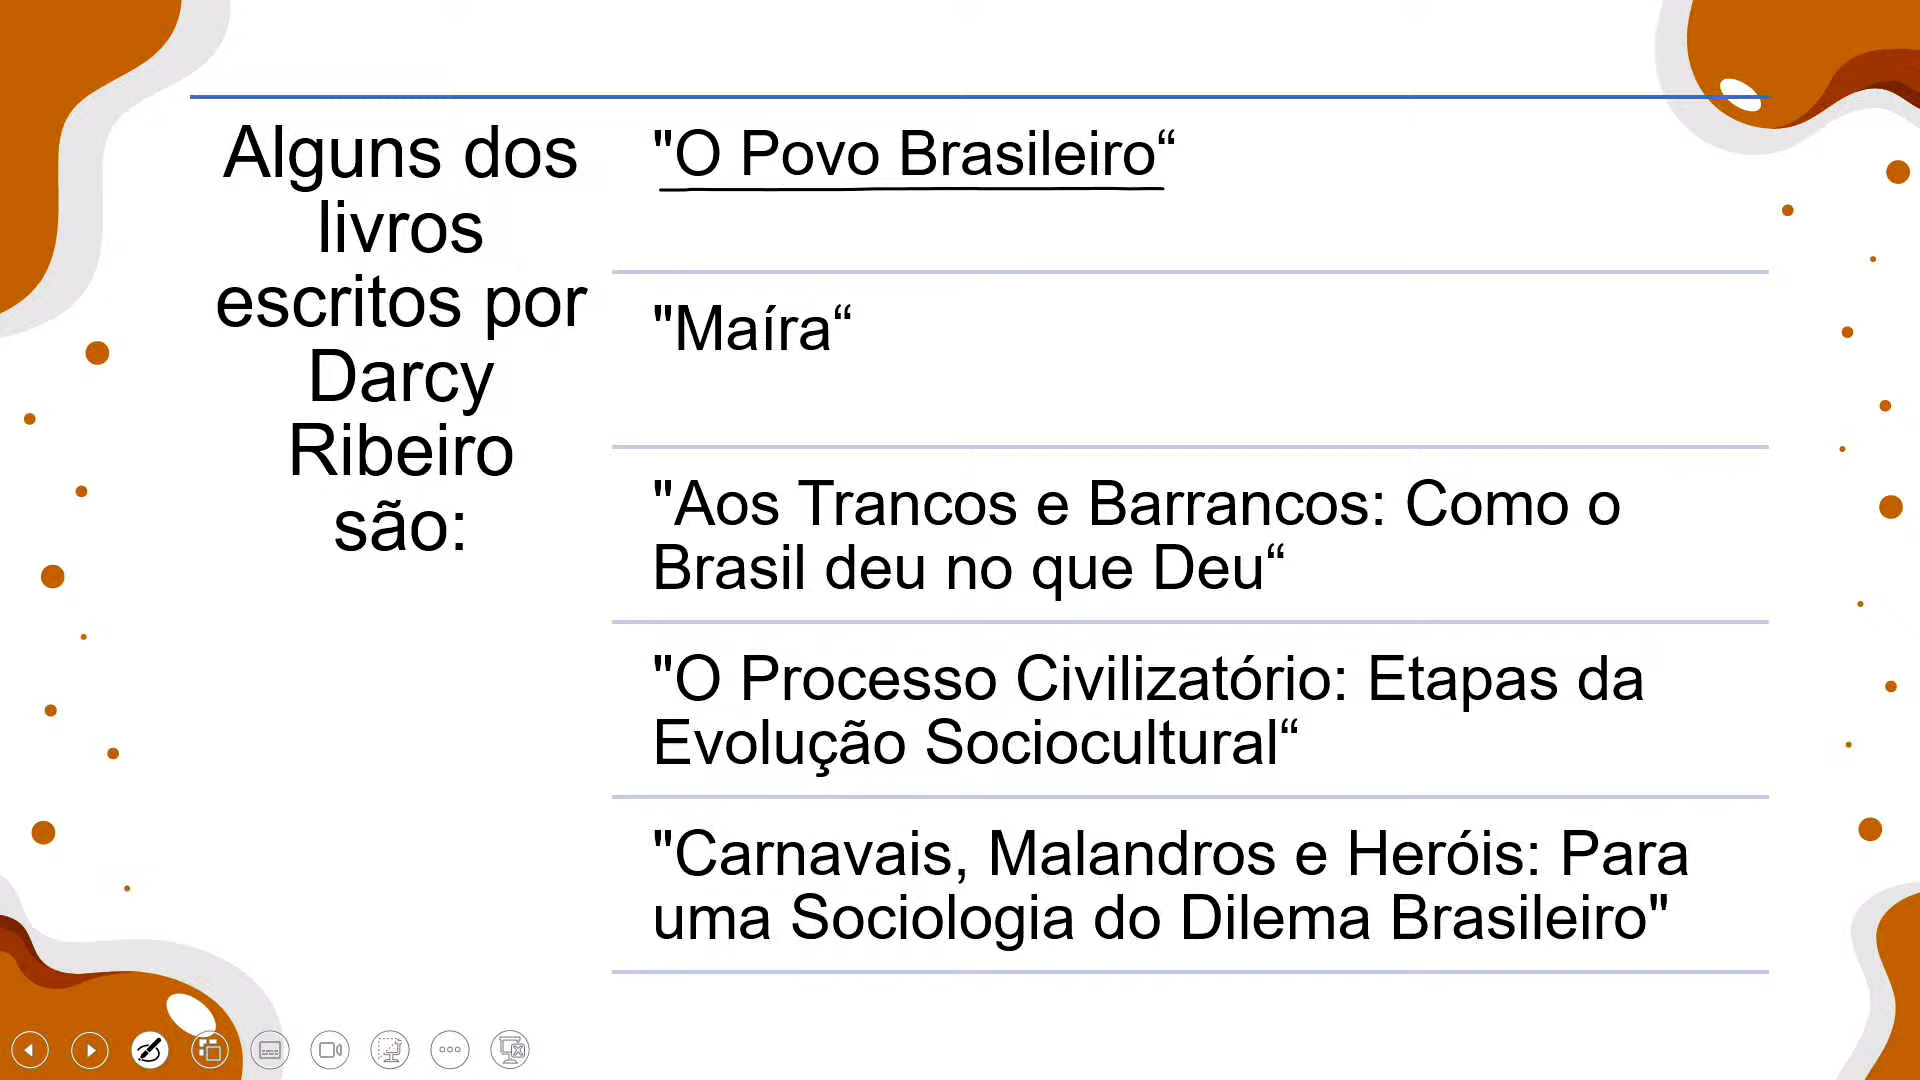 Alguns dos
livros
escritos por
Darcy
Ribeiro
são:
"O Povo Brasileiro“
"Maíra“
"Aos Trancos e Barrancos: Como o
Brasil deu no que Deu“
"O Processo Civilizatório: Etapas da
Evolução Sociocultural“
"Carnavais, Malandros e Heróis: Para
uma Sociologia do Dilema Brasileiro"